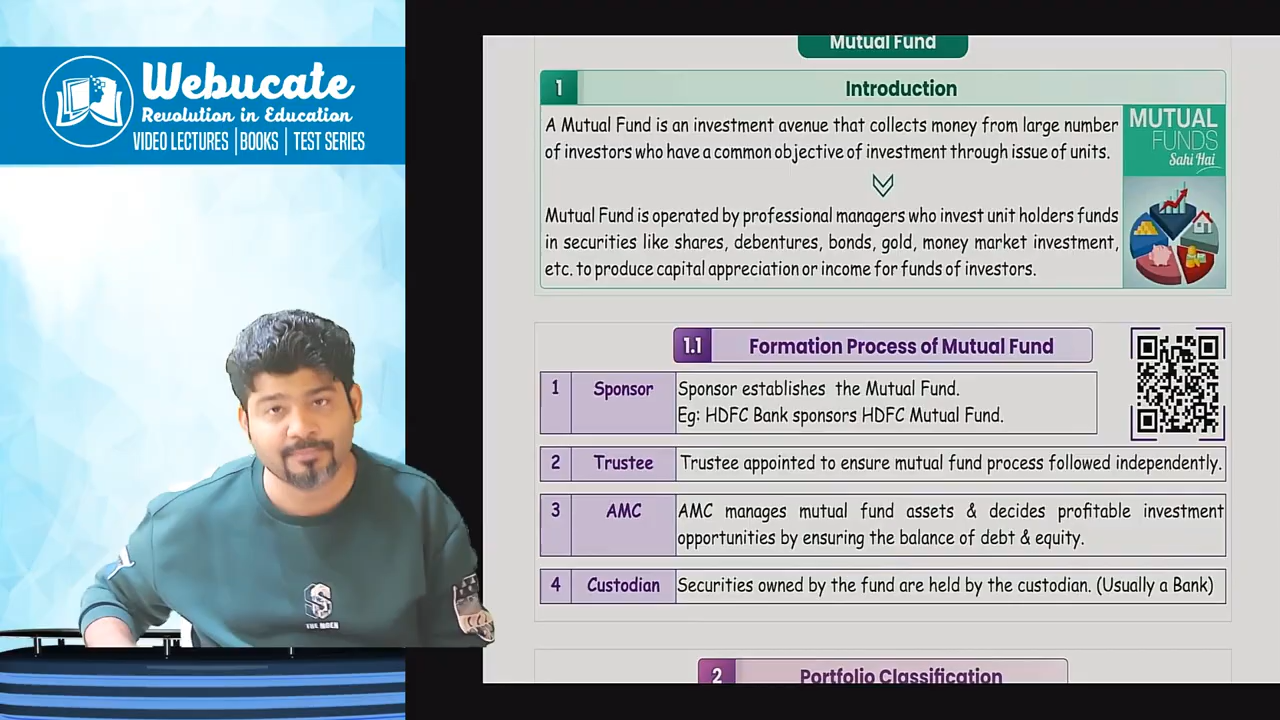 Webucate
Revolution in Education
VIDEO LECTURES | BOOKS | TEST SERIES
THE MOEH
Mutual Fund
1 Introduction
A Mutual Fund is an investment avenue that collects money from large number
of investors who have a common objective of investment through issue of units.
Mutual Fund is operated by professional managers who invest unit holders funds
in securities like shares, debentures, bonds, gold, money market investment,
etc. to produce capital appreciation or income for funds of investors.
MUTUAL
FUNDS
Sahi Hai
1.1 Formation Process of Mutual Fund
1 Sponsor Sponsor establishes the Mutual Fund.
Eg: HDFC Bank sponsors HDFC Mutual Fund.
2 Trustee Trustee appointed to ensure mutual fund process followed independently.
3 AMC AMC manages mutual fund assets & decides profitable investment
opportunities by ensuring the balance of debt & equity.
4 Custodian Securities owned by the fund are held by the custodian. (Usually a Bank)
2 Portfolio Classification